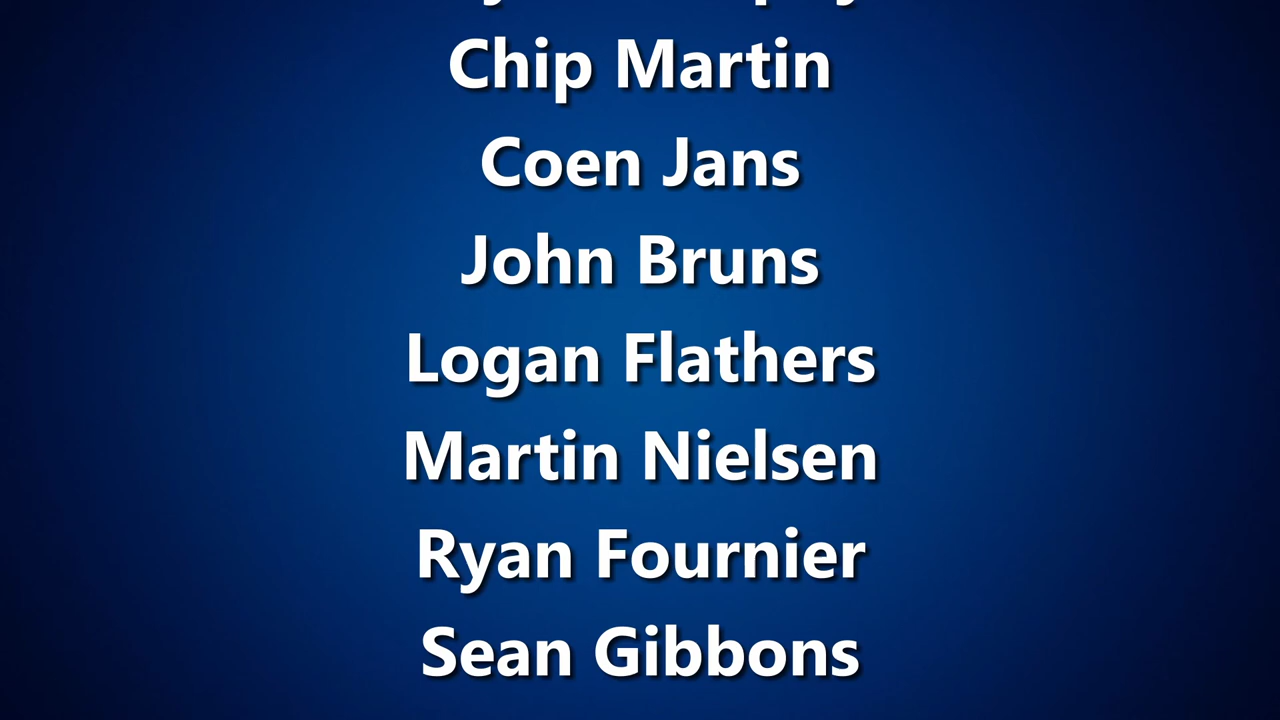 Chip Martin
Coen Jans
John Bruns
Logan Flathers
Martin Nielsen
Ryan Fournier
Sean Gibbons